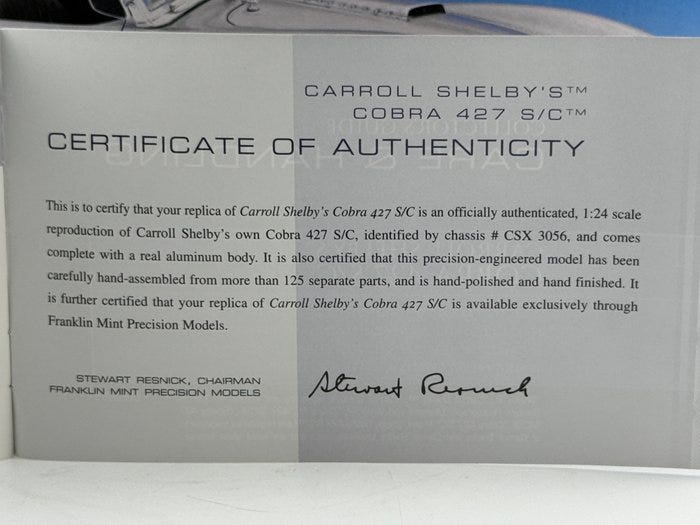 CARROLL SHELBY'S™
COBRA 427 S/C™
CERTIFICATE OF AUTHENTICITY
This is to certify that your replica of Carroll Shelby's Cobra 427 S/C is an officially authenticated, 1:24 scale
reproduction of Carroll Shelby's own Cobra 427 S/C, identified by chassis # CSX 3056, and comes
complete with a real aluminum body. It is also certified that this precision-engineered model has been
carefully hand-assembled from more than 125 separate parts, and is hand-polished and hand finished. It
is further certified that your replica of Carroll Shelby's Cobra 427 S/C is available exclusively through
Franklin Mint Precision Models.
STEWART RESNICK, CHAIRMAN
FRANKLIN MINT PRECISION MODELS
Stewart Resnick